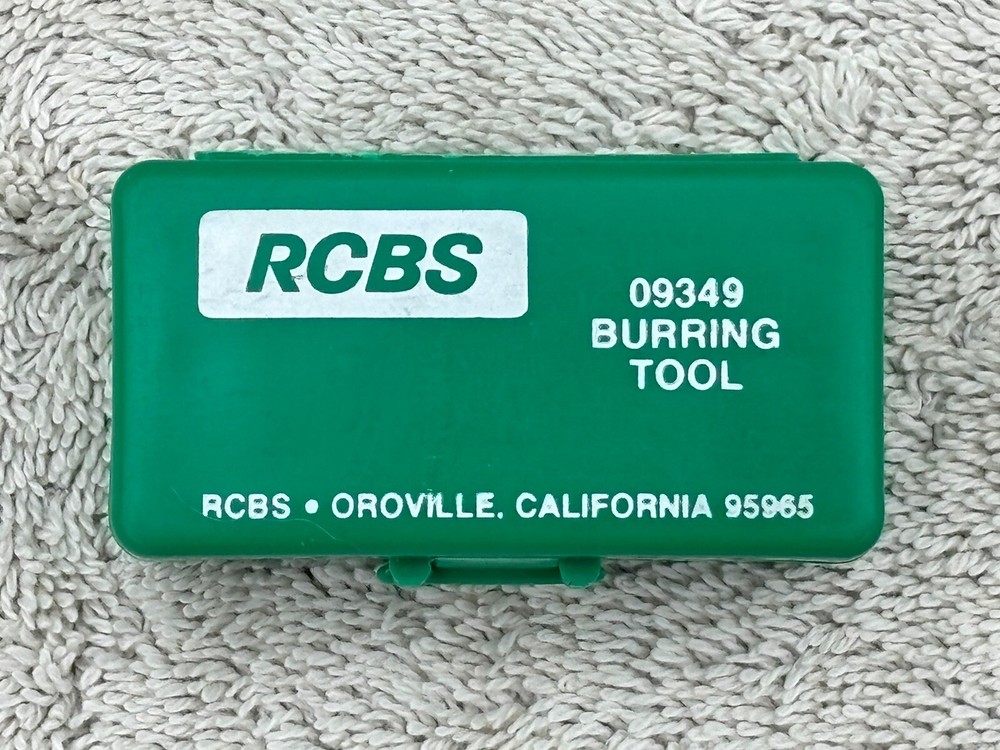 RCBS
09349
BURRING
TOOL
RCBS • OROVILLE, CALIFORNIA 95965